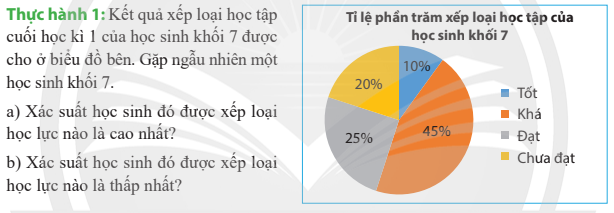 Thực hành 1: Kết quả xếp loại học tập
cuối học kì 1 của học sinh khối 7 được
cho ở biểu đồ bên. Gặp ngẫu nhiên một
học sinh khối 7.
a) Xác suất học sinh đó được xếp loại
học lực nào là cao nhất?
b) Xác suất học sinh đó được xếp loại
học lực nào là thấp nhất?
Tỉ lệ phần trăm xếp loại học tập của
học sinh khối 7
10%
20%
45%
25%
Tốt
Khá
Đạt
Chưa đạt